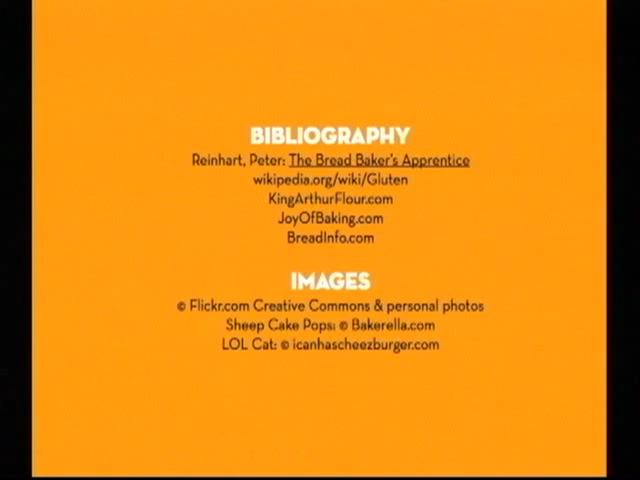 BIBLIOGRAPHY
Reinhart, Peter: The Bread Baker's Apprentice
wikipedia.org/wiki/Gluten
KingArthurFlour.com
JoyOfBaking.com
BreadInfo.com
IMAGES
© Flickr.com Creative Commons & personal photos
Sheep Cake Pops: © Bakerella.com
LOL Cat: © icanhascheezburger.com